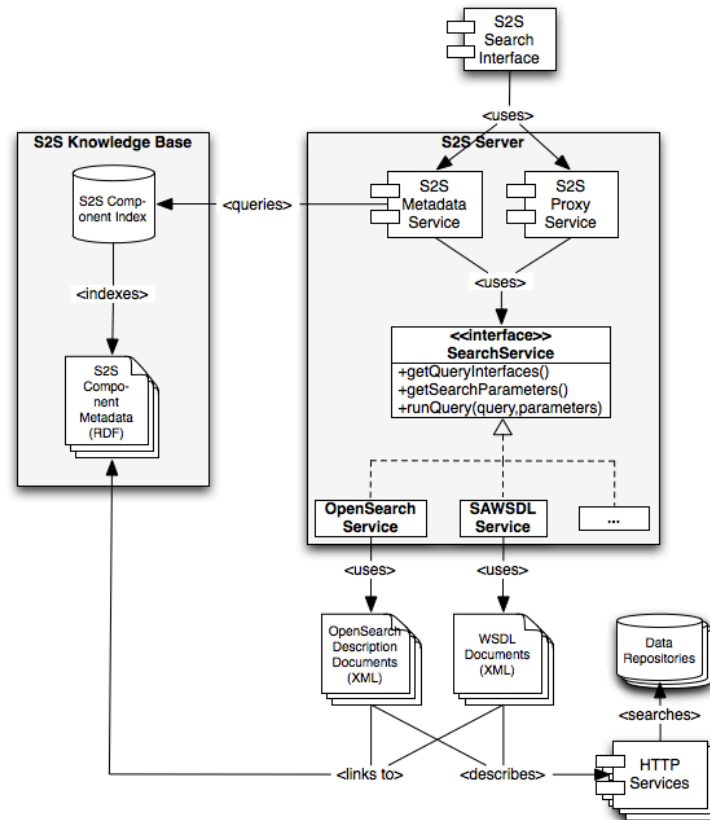 S2S
Search
Interface
<uses>
S2S Knowledge Base
S2S Server
S2S Comp-
onent Index
<queries>
S2S
Metadata
Service
S2S
Proxy
Service
<indexes>
<uses>
S2S
Compo-
nent
Metadata
(RDF)
<<interface>>
SearchService
+getQueryInterfaces()
+getSearchParameters()
+runQuery(query,parameters)
OpenSearch
Service
SAWSDL
Service
...
<uses>
<uses>
OpenSearch
Description
Documents
(XML)
WSDL
Documents
(XML)
Data
Repositories
<searches>
<links to>
<describes>
HTTP
Services